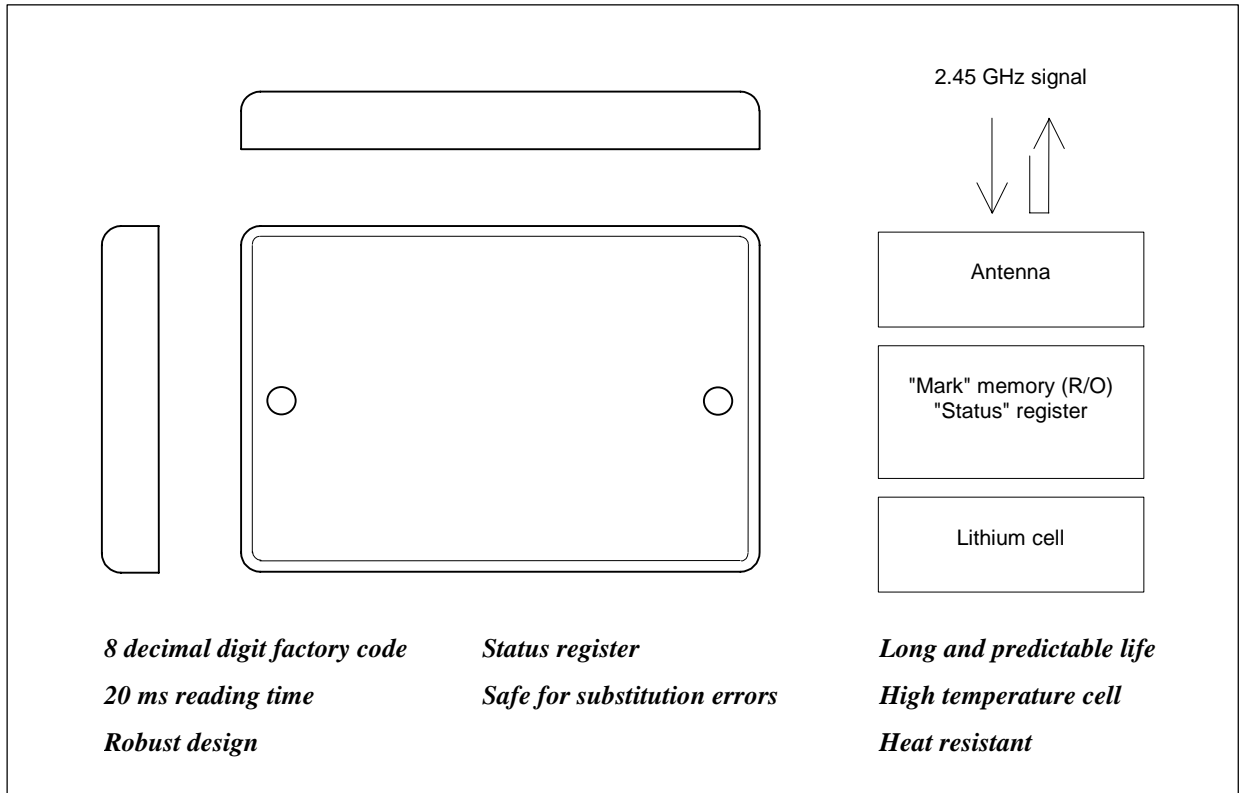 2.45 GHz signal
Antenna
"Mark" memory (R/O)
"Status" register
Lithium cell
8 decimal digit factory code
20 ms reading time
Robust design
Status register
Safe for substitution errors
Long and predictable life
High temperature cell
Heat resistant